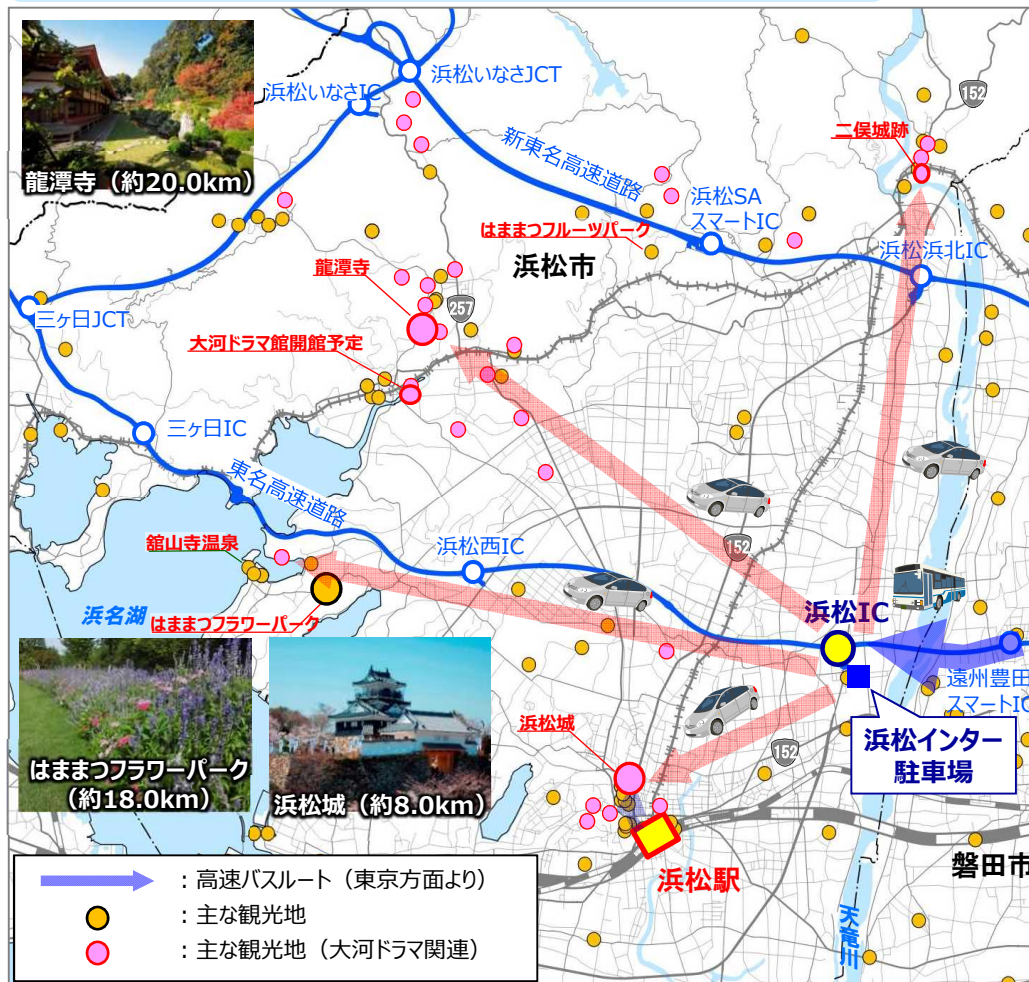 龍潭寺（約20.0km）
浜松いなさJCT
浜松いなさIC
152
二俣城跡
新東名高速道路
浜松SA
スマートIC
はままつフルーツパーク
浜松市
浜松浜北IC
龍潭寺
257
三ヶ日JCT
大河ドラマ館開館予定
三ヶ日IC
東名高速道路
152
舘山寺温泉
浜松西IC
浜名湖
はままつフラワーパーク
浜松IC
遠州豊田
スマートIC
浜松インター
駐車場
はままつフラワーパーク
（約18.0km）
浜松城（約8.0km）
浜松城
152
浜松駅
磐田市
天竜川
：高速バスルート（東京方面より）
：主な観光地
：主な観光地（大河ドラマ関連）